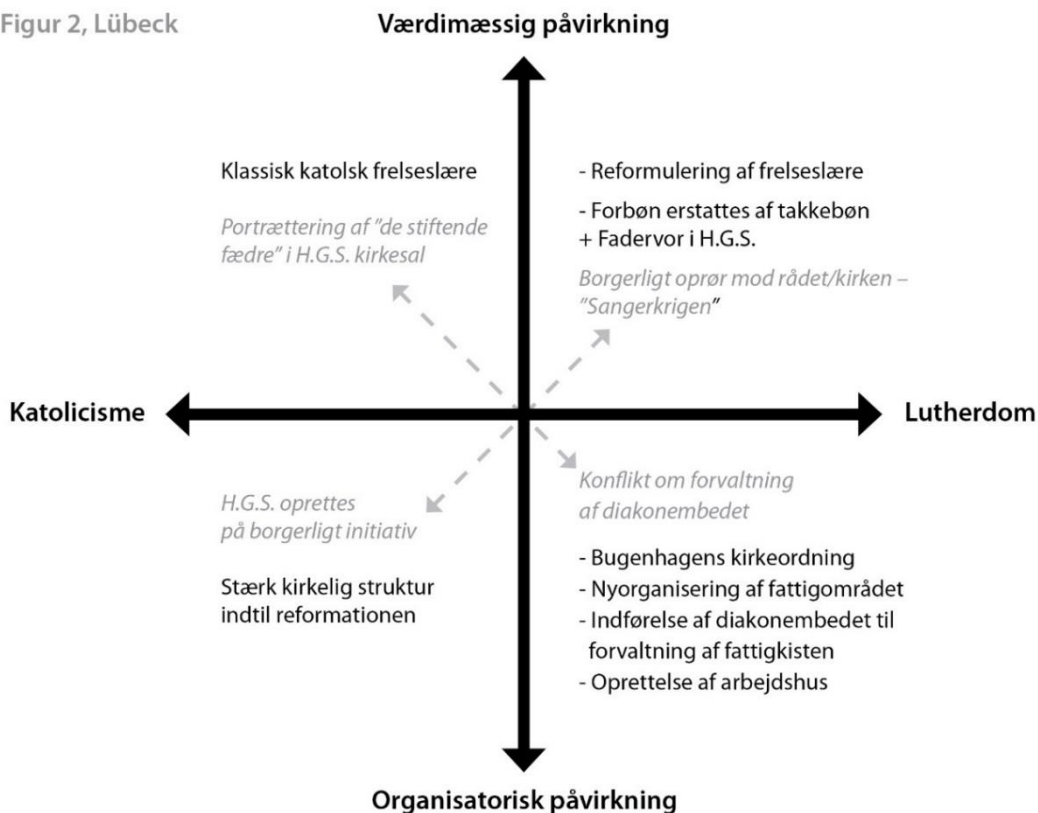 Figur 2, Lübeck
Værdimæssig påvirkning
Klassisk katolsk frelseslære
Portrættering af ”de stiftende
fædre” i H.G.S. kirkesal
- Reformulering af frelseslære
- Forbøn erstattes af takkebøn
+ Fadervor i H.G.S.
Borgerligt oprør mod rådet/kirken –
”Sangerkrigen”
Katolicisme
Lutherdom
H.G.S. oprettes
på borgerligt initiativ
Stærk kirkelig struktur
indtil reformationen
Konflikt om forvaltning
af diakonembedet
- Bugenhagens kirkeordning
- Nyorganisering af fattigområdet
- Indførelse af diakonembedet til
forvaltning af fattigkisten
- Oprettelse af arbejdshus
Organisatorisk påvirkning